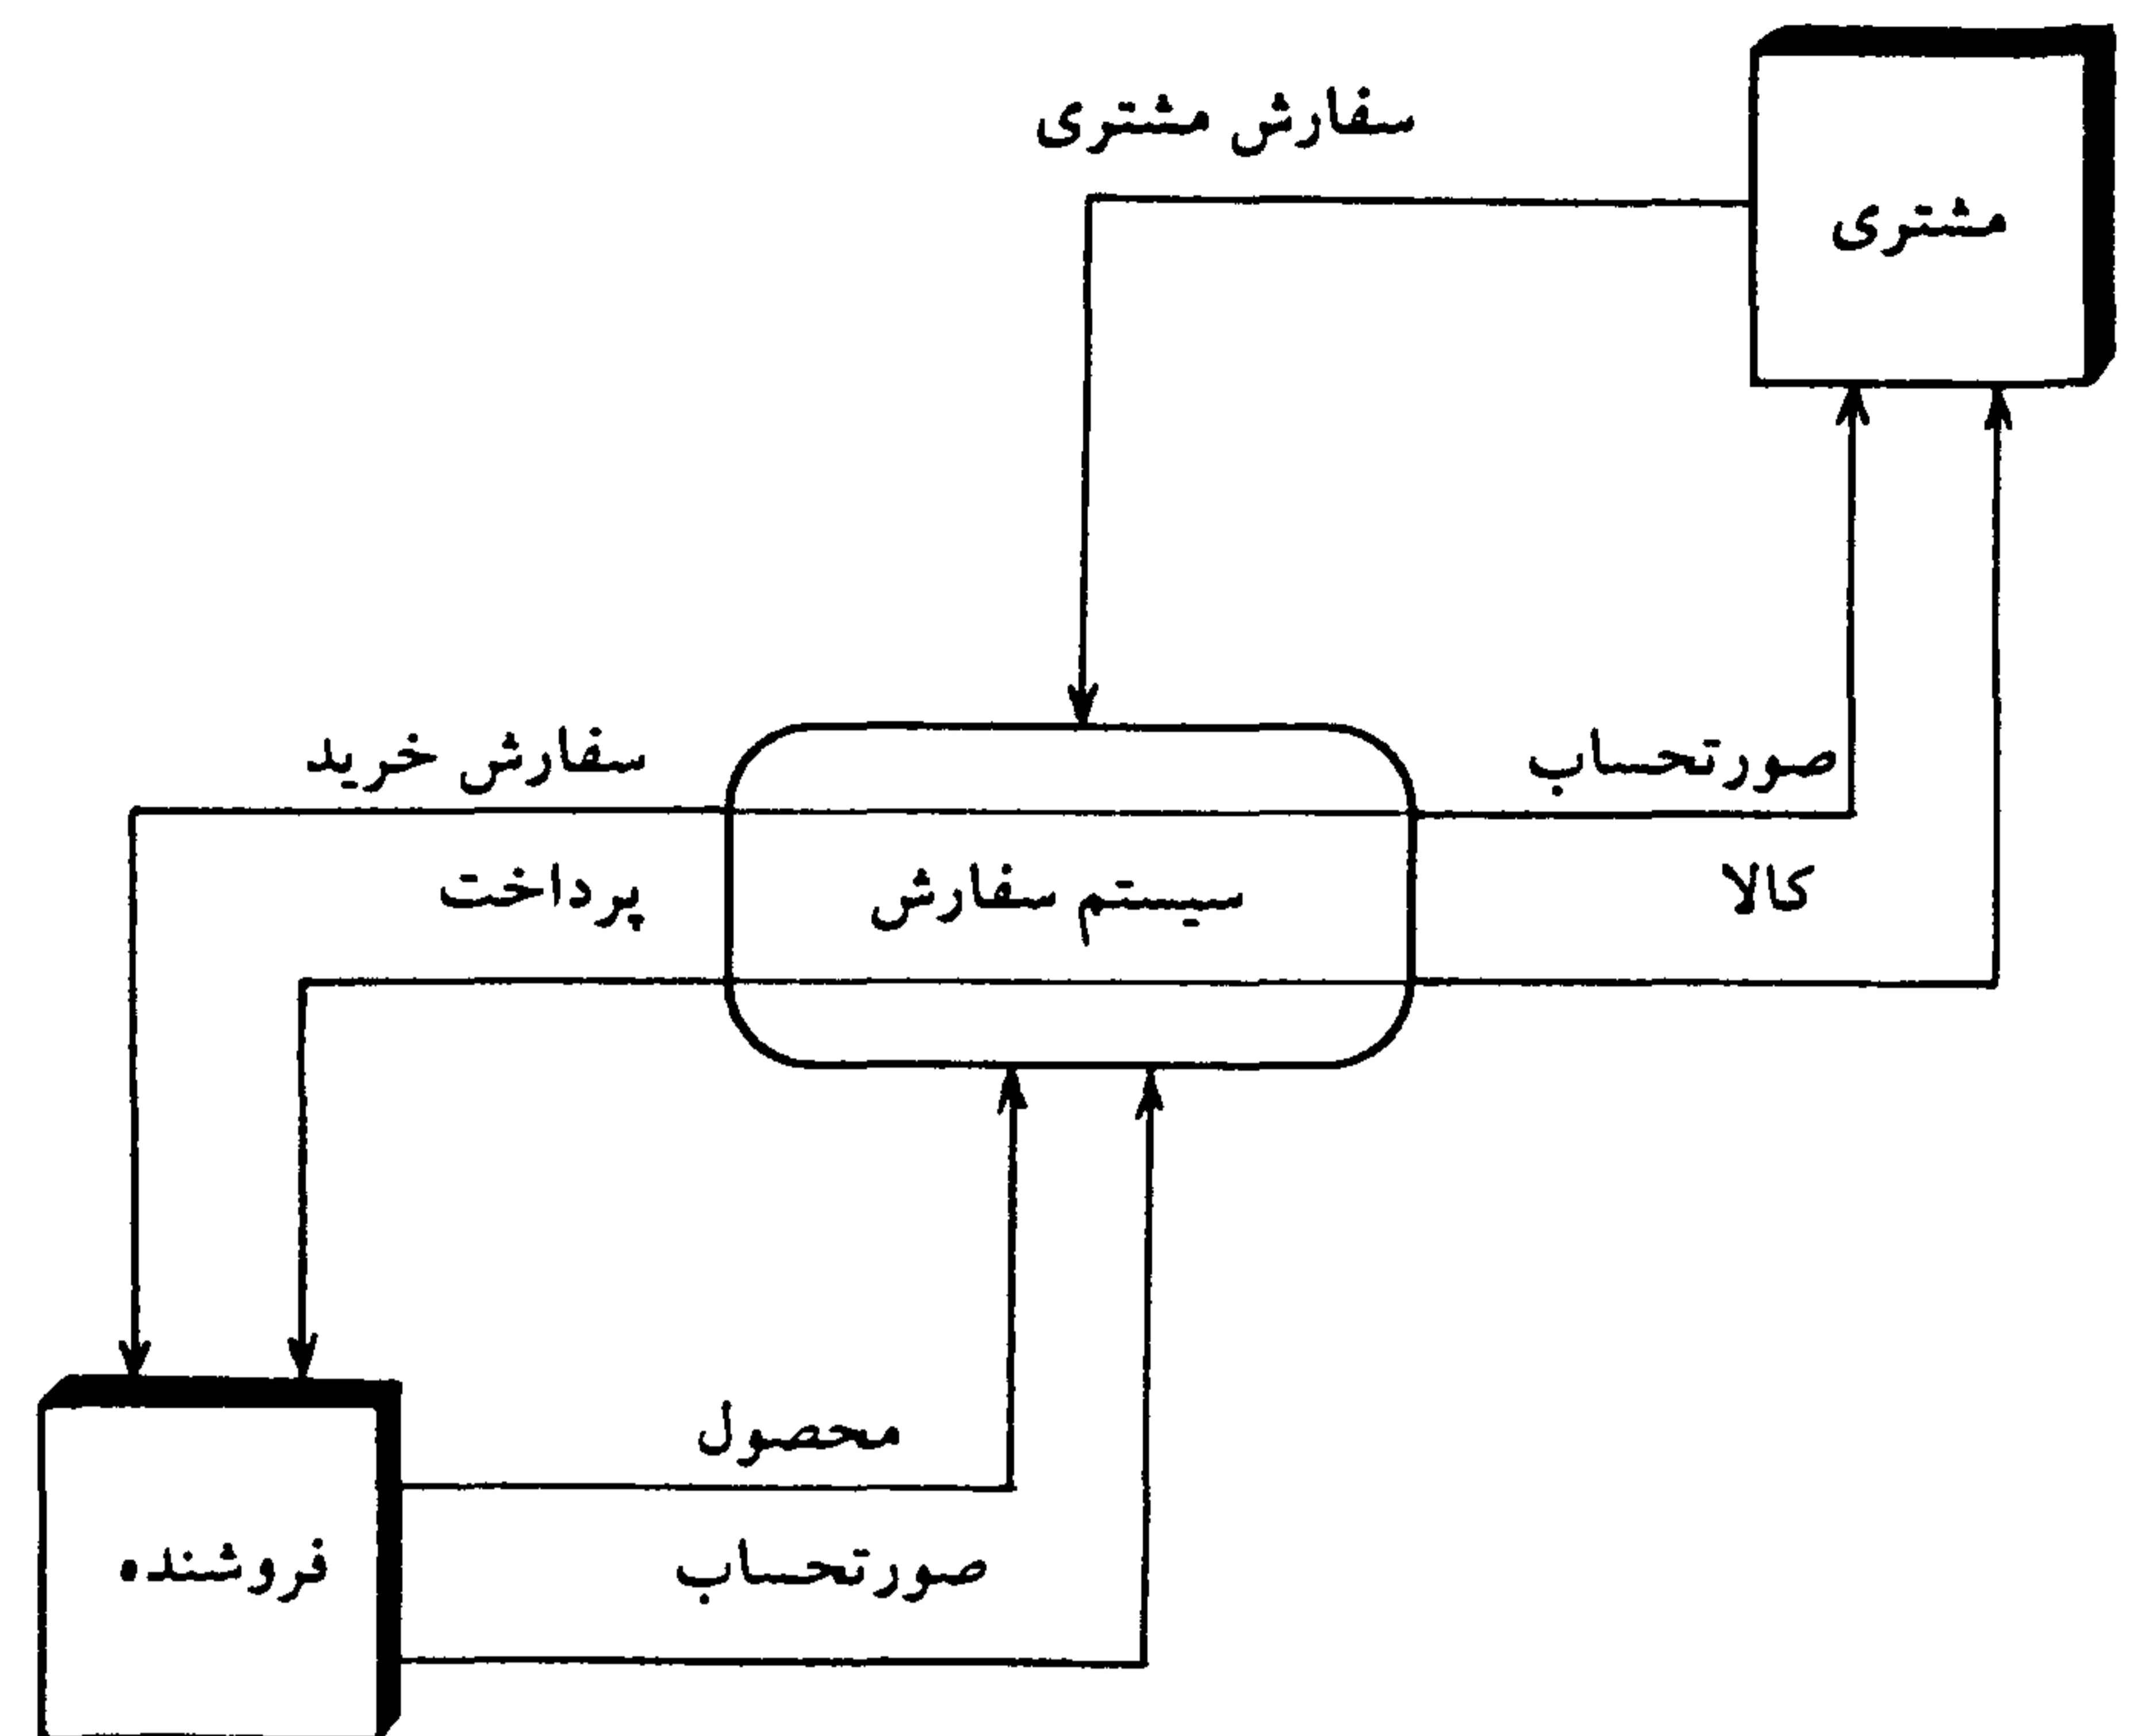 سفارش مشتری
مشتری
سفارش خرید
صورتحساب
پرداخت
سیستم سفارش
کالا
محصول
صورتحساب
فروشنده